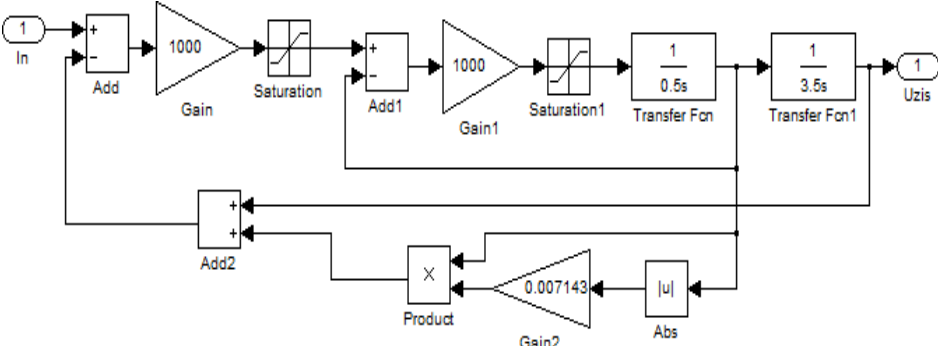 1
In
+
−
Add
1000
Gain
Saturation
+
−
Add1
1000
Gain1
Saturation1
1
0.5s
Transfer Fcn
1
3.5s
Transfer Fcn1
1
Uzis
+
+
Add2
X
Product
0.007143
Gain2
|u|
Abs